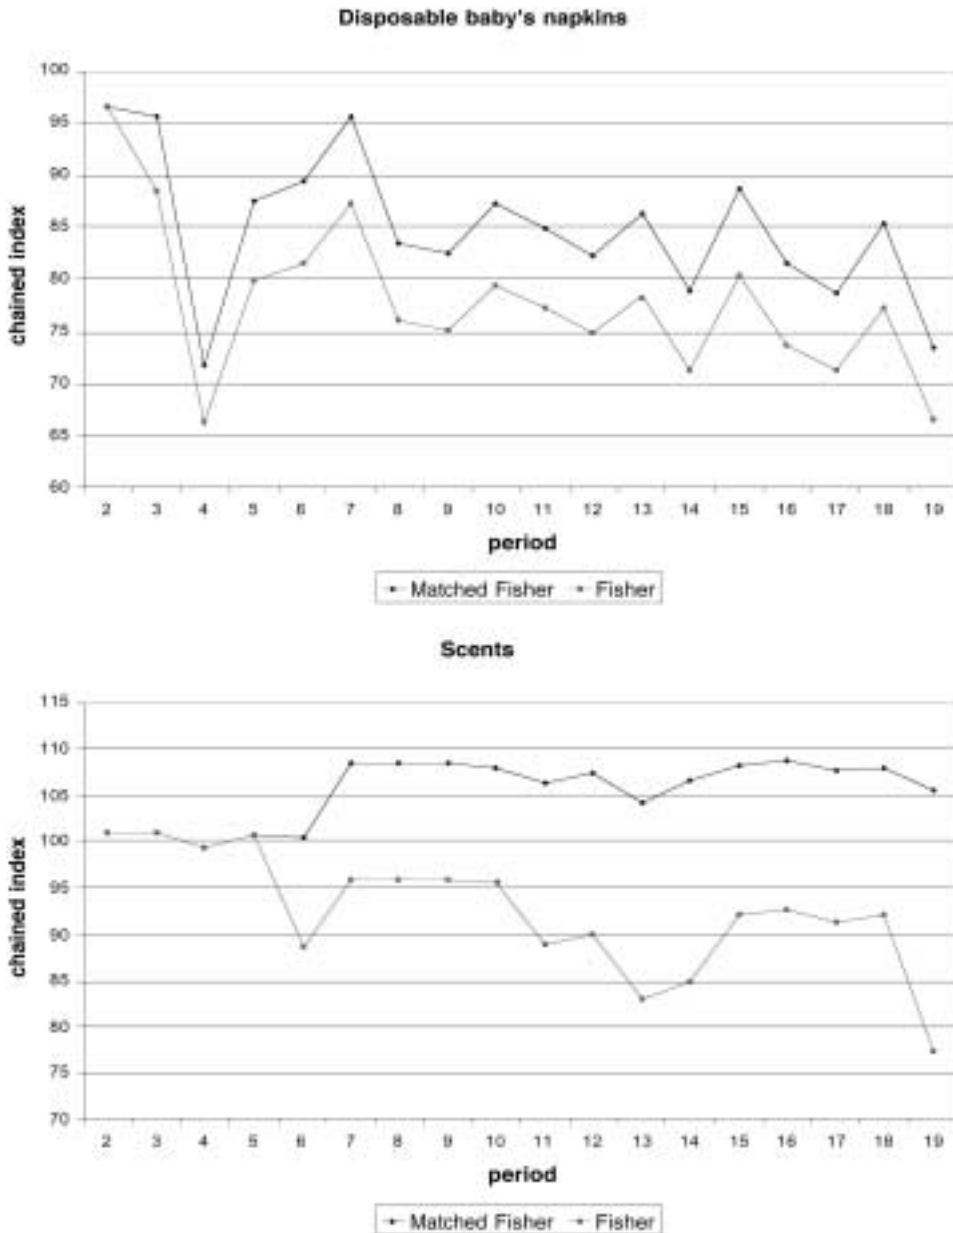 Disposable baby's napkins
100
95
90
85
80
75
70
65
60
chained index
2 3 4 5 6 7 8 9 10 11 12 13 14 15 16 17 18 19
period
Matched Fisher Fisher
Scents
115
110
105
100
95
90
85
80
75
70
chained index
2 3 4 5 6 7 8 9 10 11 12 13 14 15 16 17 18 19
period
Matched Fisher Fisher